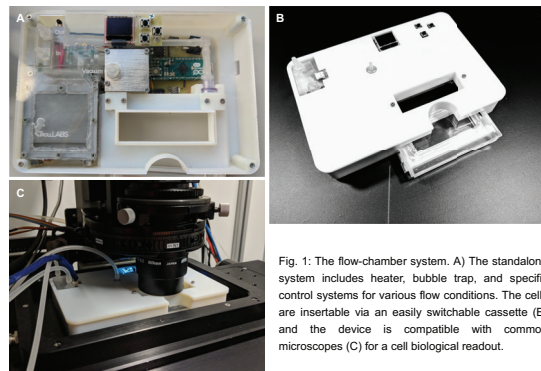 A
B
C
Fig. 1: The flow-chamber system. A) The standalon
system includes heater, bubble trap, and specifi
control systems for various flow conditions. The cell
are insertable via an easily switchable cassette (B
and the device is compatible with commo
microscopes (C) for a cell biological readout.